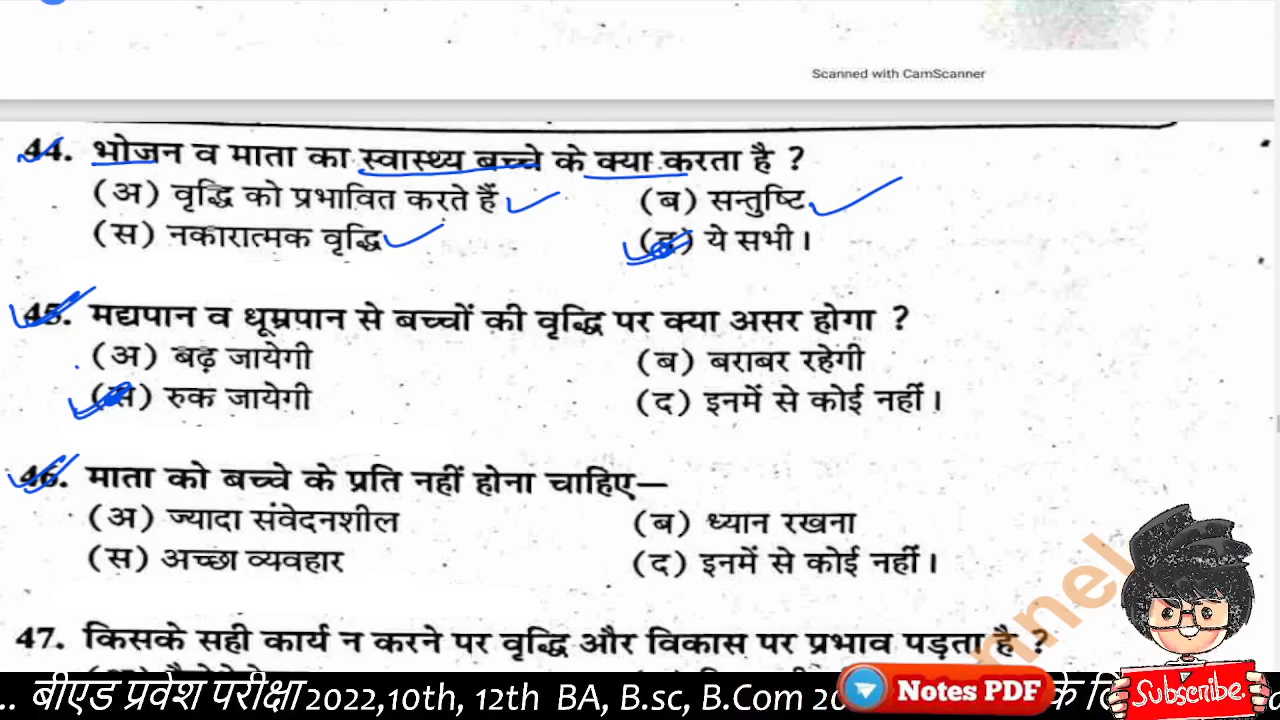 Scanned with CamScanner
44. भोजन व माता का स्वास्थ्य बच्चे के क्या करता है ?
(अ) वृद्धि को प्रभावित करते हैं (ब) सन्तुष्टि
(स) नकारात्मक वृद्धि (द) ये सभी।
45. मद्यपान व धूम्रपान से बच्चों की वृद्धि पर क्या असर होगा ?
(अ) बढ़ जायेगी (ब) बराबर रहेगी
(स) रुक जायेगी (द) इनमें से कोई नहीं।
46. माता को बच्चे के प्रति नहीं होना चाहिए—
(अ) ज्यादा संवेदनशील (ब) ध्यान रखना
(स) अच्छा व्यवहार (द) इनमें से कोई नहीं।
47. किसके सही कार्य न करने पर वृद्धि और विकास पर प्रभाव पड़ता है ?
nnel
.. बीएड प्रवेश परीक्षा 2022,10th, 12th BA, B.sc, B.Com 20
Notes PDF
के
Subscribe